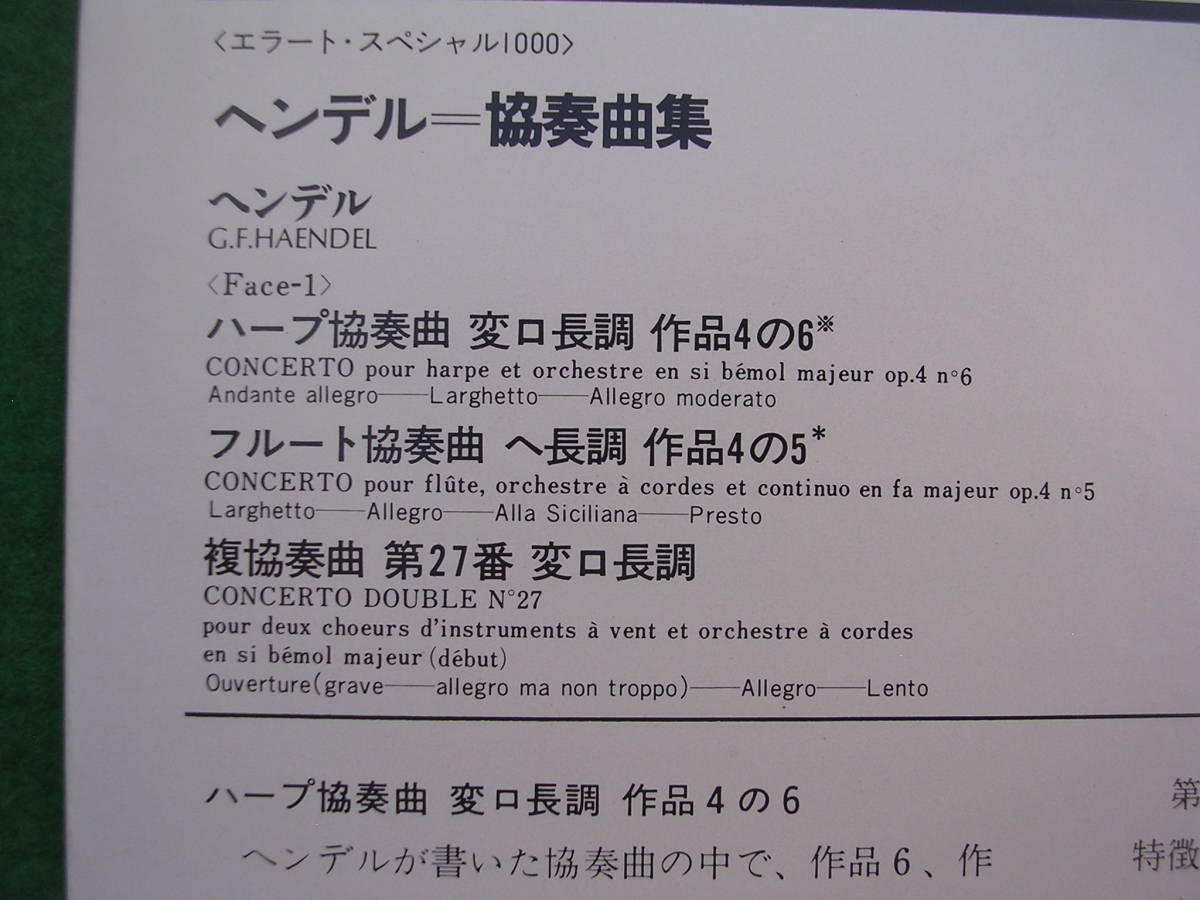 〈エラート・スペシャル1000〉
ヘンデル＝協奏曲集
ヘンデル
G.F.HAENDEL
〈Face-1〉
ハープ協奏曲 変ロ長調 作品4の6※
CONCERTO pour harpe et orchestre en si bémol majeur op.4 n°6
Andante allegro──Larghetto──Allegro moderato
フルート協奏曲 ヘ長調 作品4の5*
CONCERTO pour flûte, orchestre à cordes et continuo en fa majeur op.4 n°5
Larghetto──Allegro──Alla Siciliana──Presto
複協奏曲 第27番 変ロ長調
CONCERTO DOUBLE N°27
pour deux choeurs d'instruments à vent et orchestre à cordes
en si bémol majeur (début)
Ouverture(grave──allegro ma non troppo)──Allegro──Lento
ハープ協奏曲 変ロ長調 作品4の6
ヘンデルが書いた協奏曲の中で、作品6、作
第
特徴